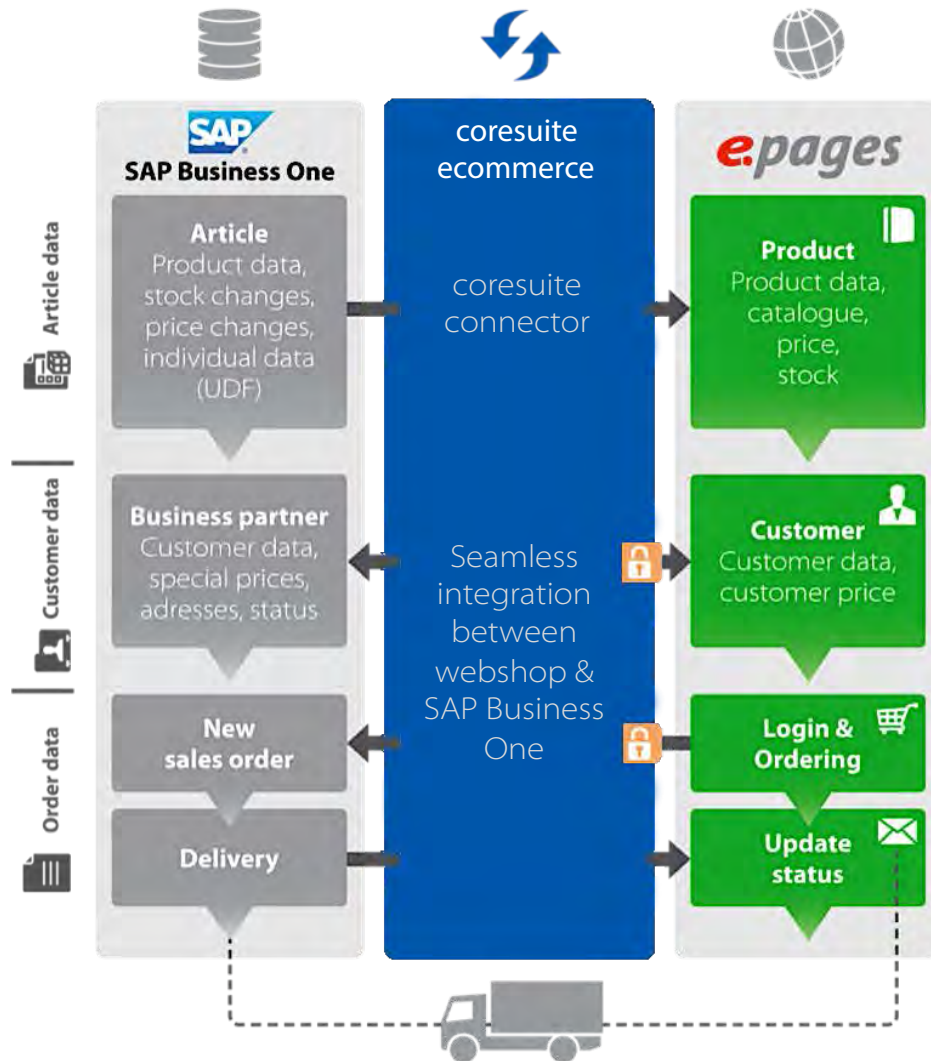 SAP
SAP Business One
coresuite
ecommerce
e.pages
Article data
Article
Product data,
stock changes,
price changes,
individual data
(UDF)
coresuite
connector
Product
Product data,
catalogue,
price,
stock
Customer data
Business partner
Customer data,
special prices,
adresses, status
Seamless
integration
between
webshop &
SAP Business
One
Customer
Customer data,
customer price
Order data
New
sales order
Login &
Ordering
Delivery
Update
status